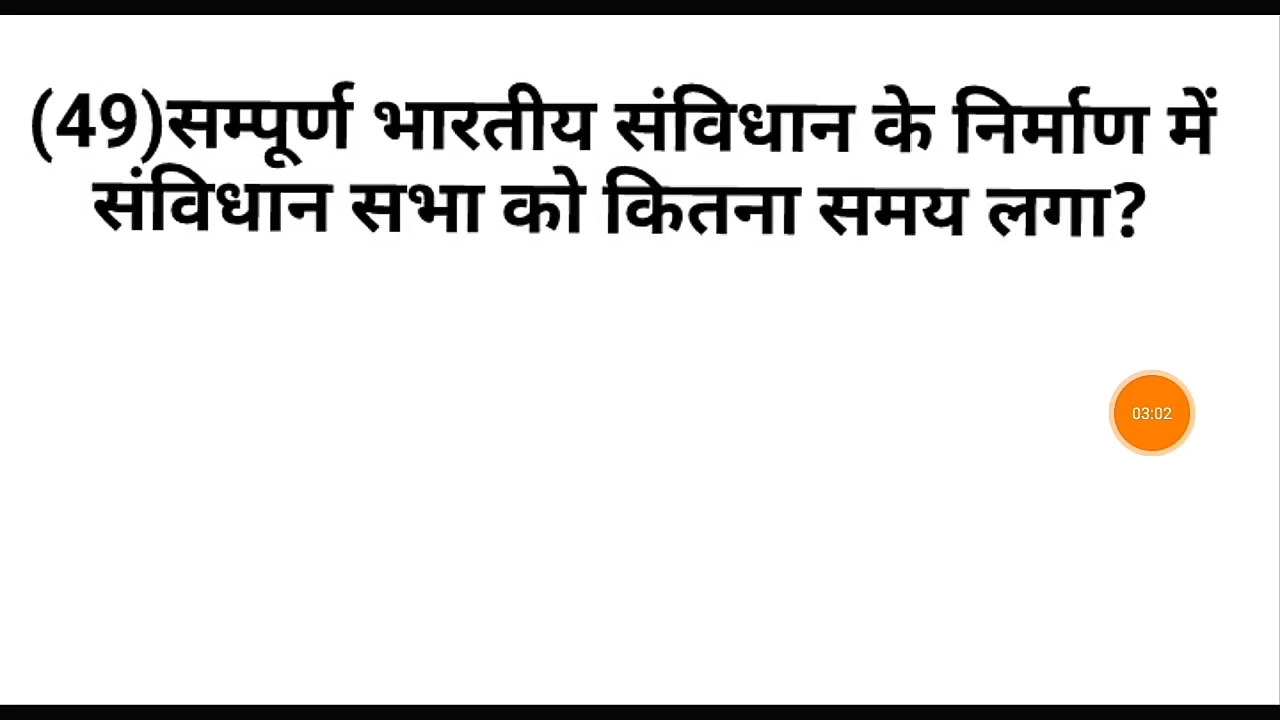 (49)सम्पूर्ण भारतीय संविधान के निर्माण में
संविधान सभा को कितना समय लगा?
03:02